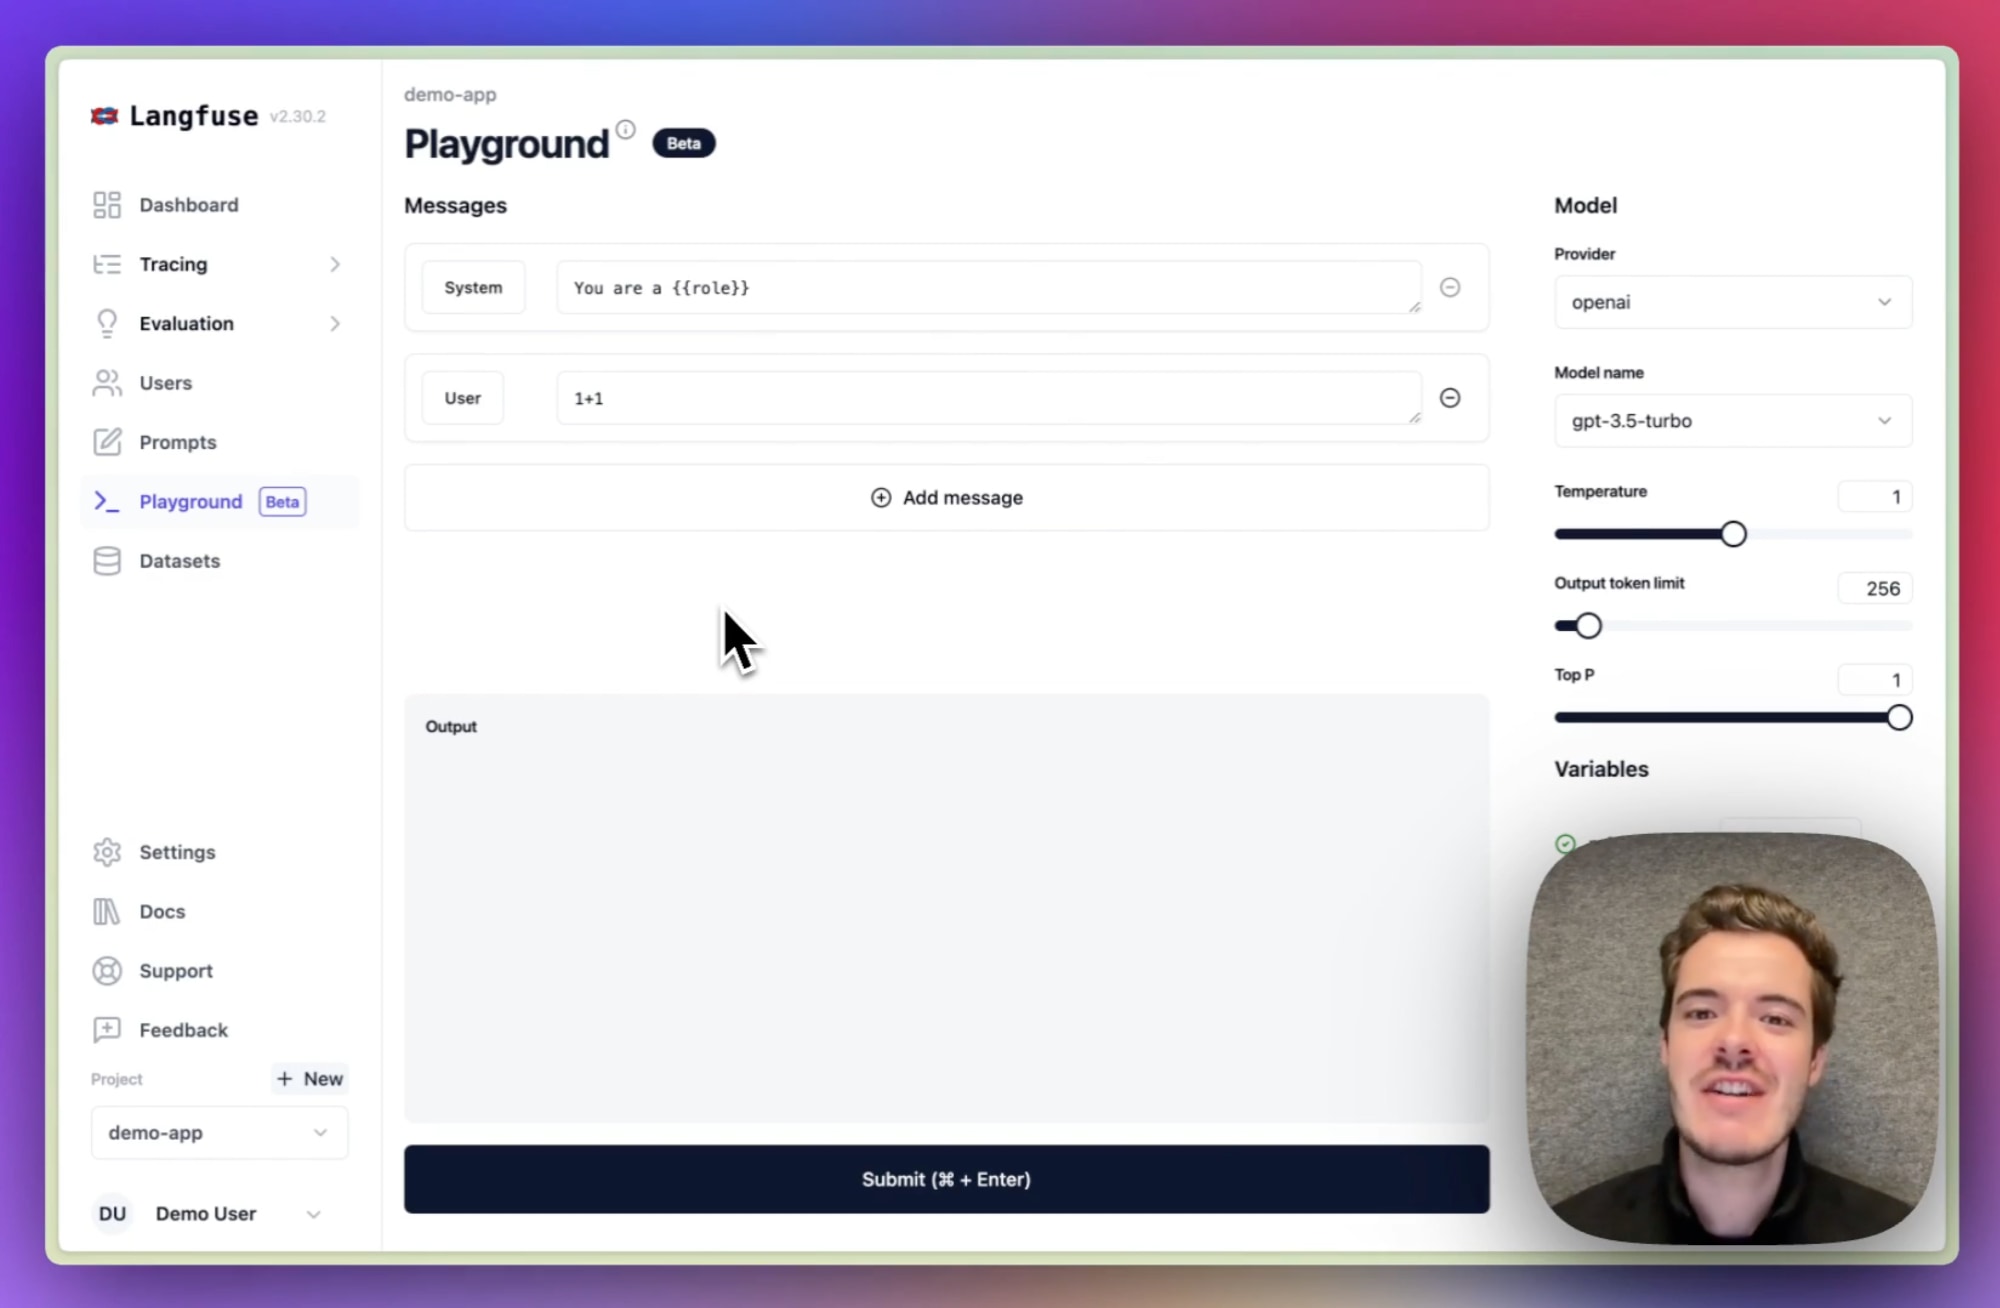 Langfuse v2.30.2
Dashboard
Tracing
Evaluation
Users
Prompts
Playground Beta
Datasets
Settings
Docs
Support
Feedback
Project + New
demo-app
DU Demo User
demo-app
Playground Beta
Messages
System You are a {{role}}
User 1+1
Add message
Output
Submit (⌘ + Enter)
Model
Provider
openai
Model name
gpt-3.5-turbo
Temperature 1
Output token limit 256
Top P 1
Variables